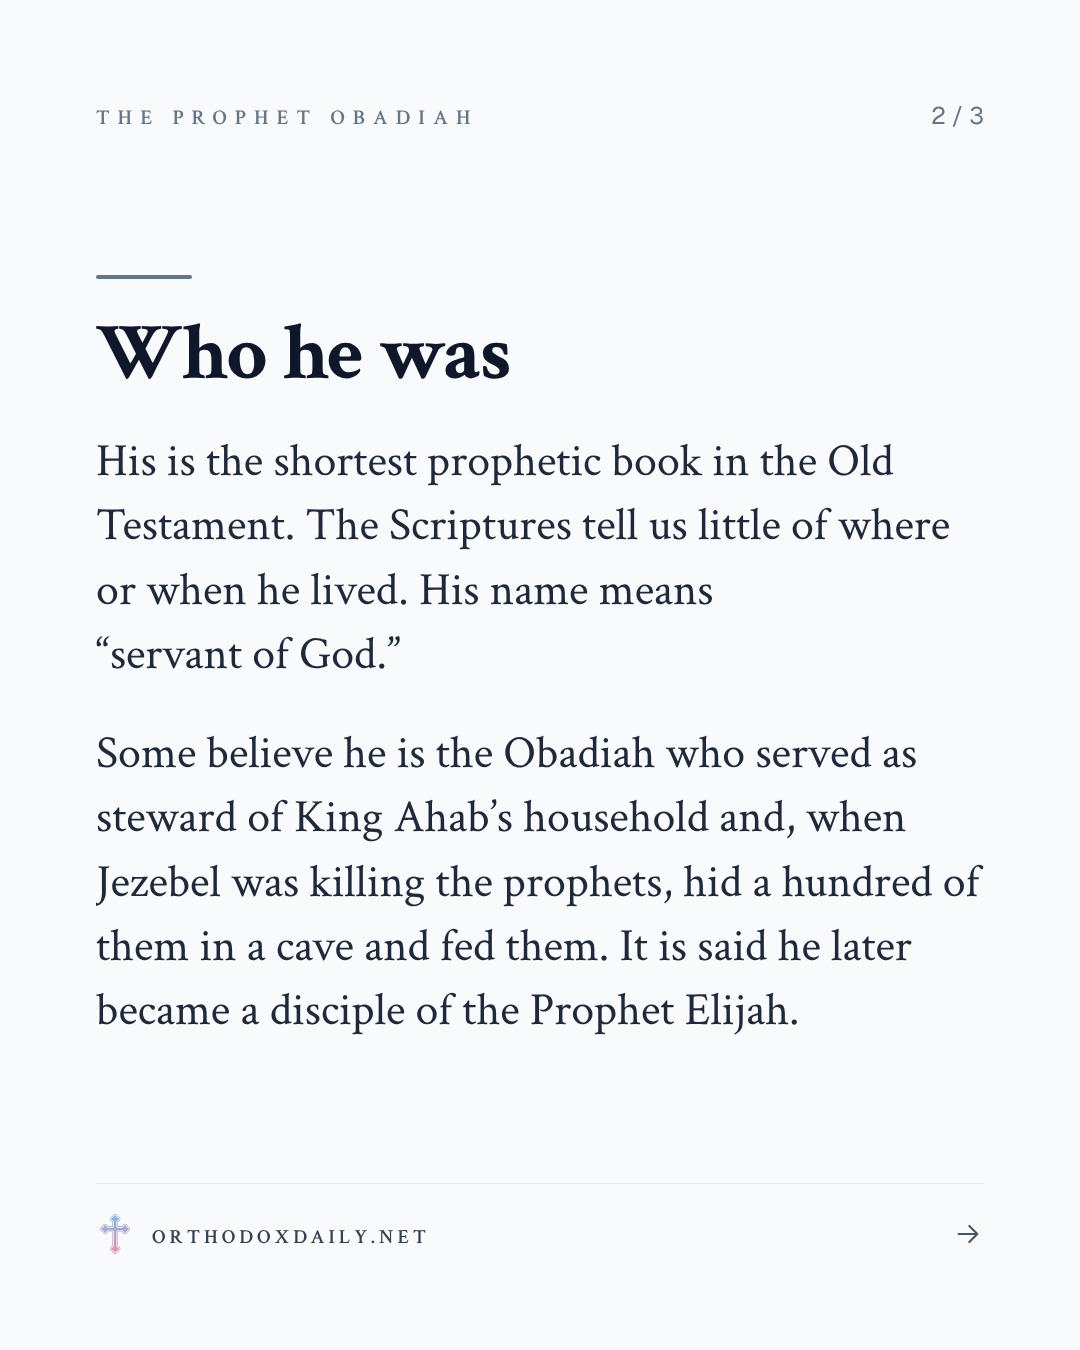 THE PROPHET OBADIAH
2 / 3
Who he was
His is the shortest prophetic book in the Old
Testament. The Scriptures tell us little of where
or when he lived. His name means
“servant of God.”
Some believe he is the Obadiah who served as
steward of King Ahab’s household and, when
Jezebel was killing the prophets, hid a hundred of
them in a cave and fed them. It is said he later
became a disciple of the Prophet Elijah.
ORTHODOXDAILY.NET